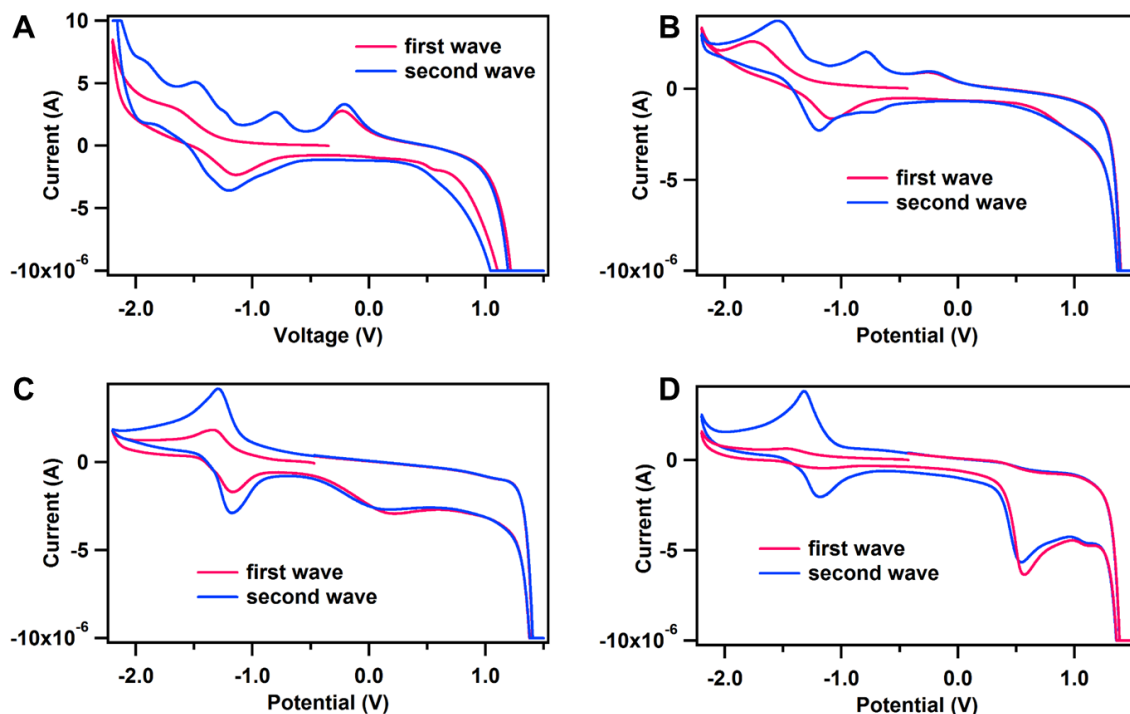 A
Current (A)
10
5
0
-5
-10x10⁻⁶
first wave
second wave
-2.0
-1.0
0.0
1.0
Voltage (V)
B
Current (A)
0
-5
-10x10⁻⁶
first wave
second wave
-2.0
-1.0
0.0
1.0
Potential (V)
C
Current (A)
0
-5
-10x10⁻⁶
first wave
second wave
-2.0
-1.0
0.0
1.0
Potential (V)
D
Current (A)
0
-5
-10x10⁻⁶
first wave
second wave
-2.0
-1.0
0.0
1.0
Potential (V)